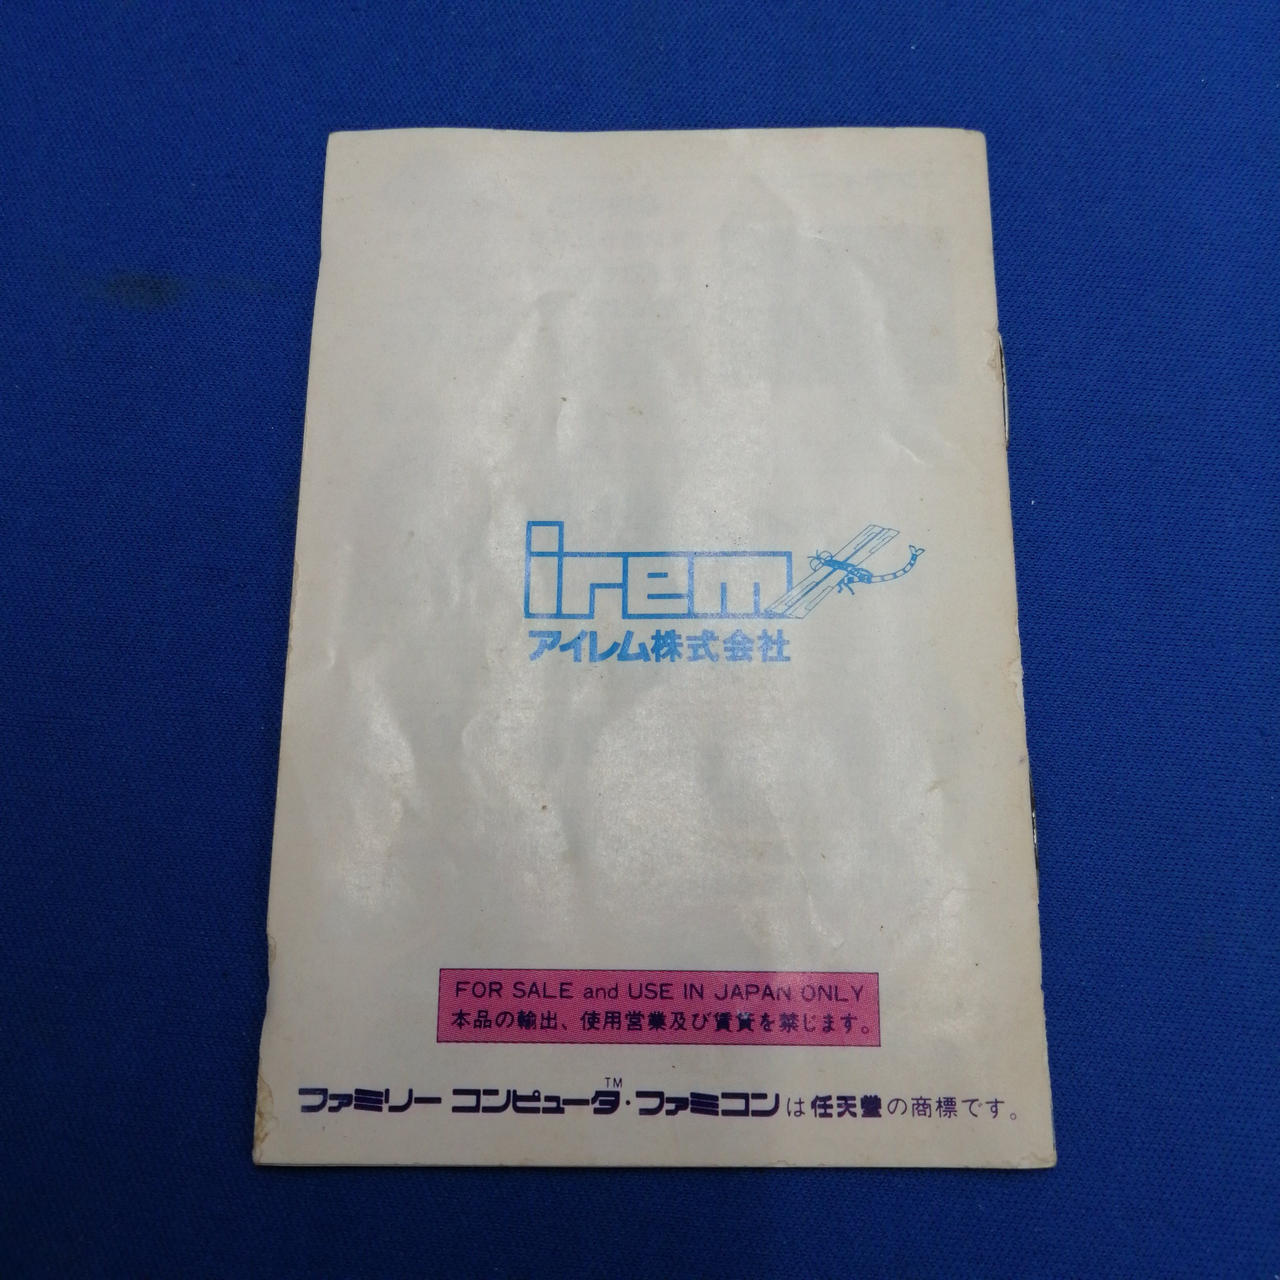 irem
アイレム株式会社
FOR SALE and USE IN JAPAN ONLY
本品の輸出、使用営業及び賃貸を禁じます。
ファミリー コンピュータ™・ファミコンは任天堂の商標です。